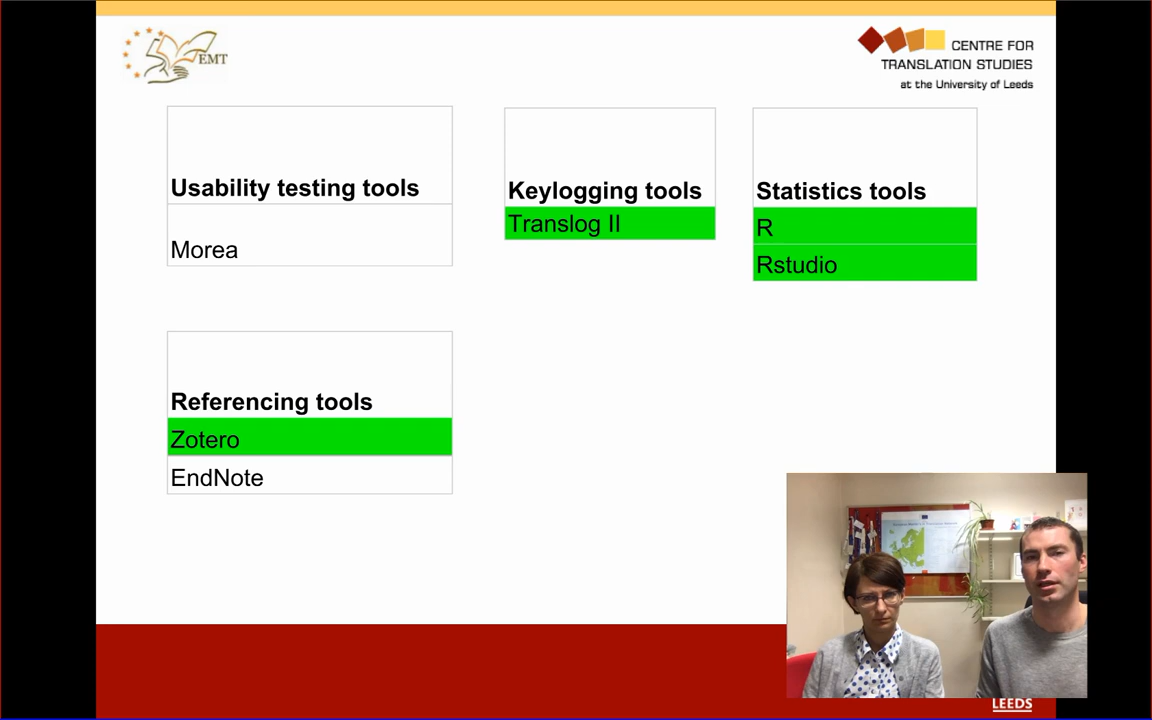 EMT
CENTRE FOR
TRANSLATION STUDIES
at the University of Leeds
Usability testing tools
Morea
Keylogging tools
Translog II
Statistics tools
R
Rstudio
Referencing tools
Zotero
EndNote
LEEDS